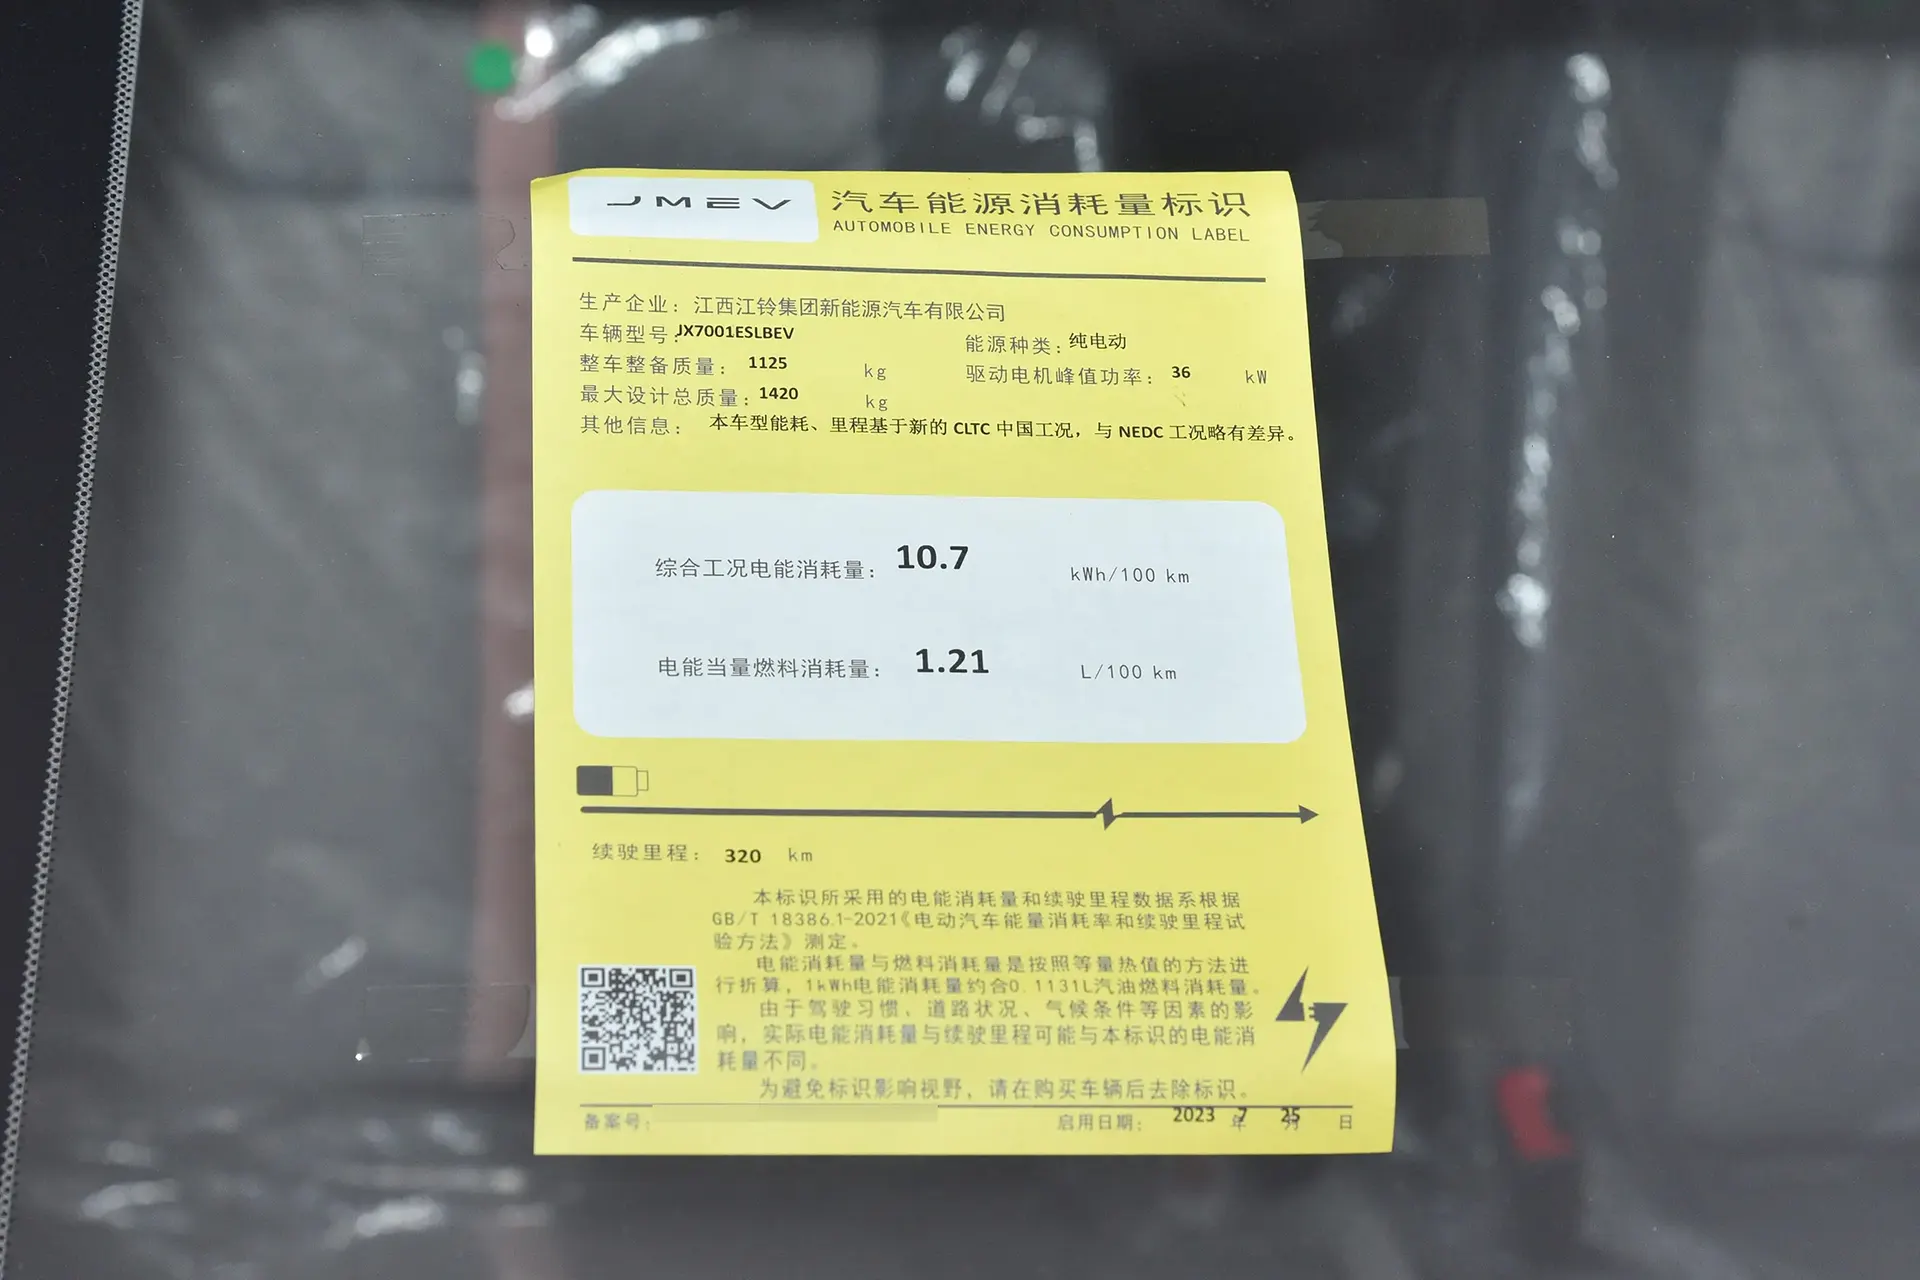 JMEV 汽车能源消耗量标识
AUTOMOBILE ENERGY CONSUMPTION LABEL
生产企业: 江西江铃集团新能源汽车有限公司
车辆型号: JX7001ESLBEV 能源种类: 纯电动
整车整备质量: 1125 kg 驱动电机峰值功率: 36 kW
最大设计总质量: 1420 kg
其他信息: 本车型能耗、里程基于新的 CLTC 中国工况，与 NEDC 工况略有差异。
综合工况电能消耗量: 10.7 kWh/100 km
电能当量燃料消耗量: 1.21 L/100 km
续驶里程: 320 km
本标识所采用的电能消耗量和续驶里程数据系根据
GB/T 18386.1-2021《电动汽车能量消耗率和续驶里程试
验方法》测定。
电能消耗量与燃料消耗量是按照等量热值的方法进
行折算，1kWh电能消耗量约合0.1131L汽油燃料消耗量。
由于驾驶习惯、道路状况、气候条件等因素的影
响，实际电能消耗量与续驶里程可能与本标识的电能消
耗量不同。
为避免标识影响视野，请在购买车辆后去除标识。
备案号: 启用日期: 2023 年 7 月 25 日